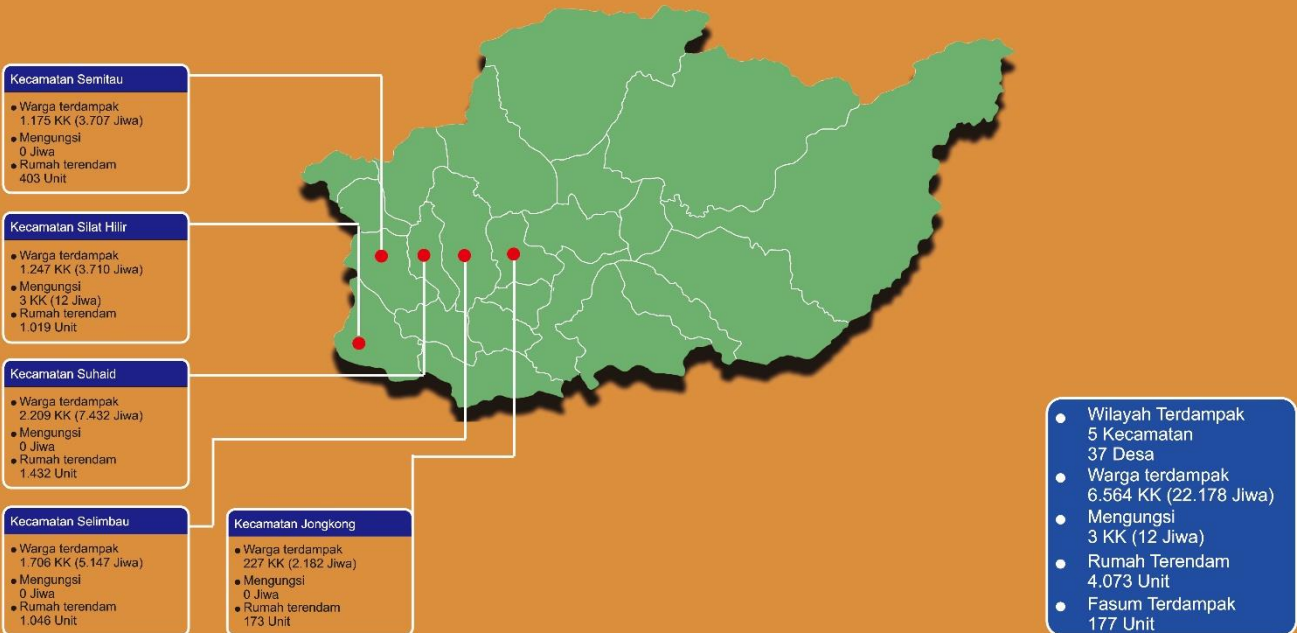 Kecamatan Semitau
• Warga terdampak
1.175 KK (3.707 Jiwa)
• Mengungsi
0 Jiwa
• Rumah terendam
403 Unit
Kecamatan Silat Hilir
• Warga terdampak
1.247 KK (3.710 Jiwa)
• Mengungsi
3 KK (12 Jiwa)
• Rumah terendam
1.019 Unit
Kecamatan Suhaid
• Warga terdampak
2.209 KK (7.432 Jiwa)
• Mengungsi
0 Jiwa
• Rumah terendam
1.432 Unit
Kecamatan Selimbau
• Warga terdampak
1.706 KK (5.147 Jiwa)
• Mengungsi
0 Jiwa
• Rumah terendam
1.046 Unit
Kecamatan Jongkong
• Warga terdampak
227 KK (2.182 Jiwa)
• Mengungsi
0 Jiwa
• Rumah terendam
173 Unit
• Wilayah Terdampak
5 Kecamatan
37 Desa
• Warga terdampak
6.564 KK (22.178 Jiwa)
• Mengungsi
3 KK (12 Jiwa)
• Rumah Terendam
4.073 Unit
• Fasum Terdampak
177 Unit